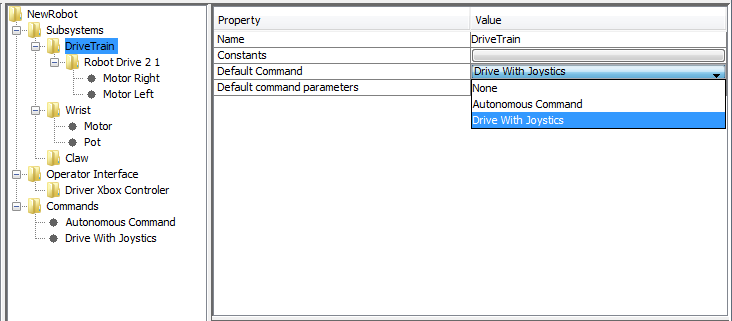 NewRobot
Subsystems
DriveTrain
Robot Drive 2 1
Motor Right
Motor Left
Wrist
Motor
Pot
Claw
Operator Interface
Driver Xbox Controler
Commands
Autonomous Command
Drive With Joystics
Property Value
Name DriveTrain
Constants
Default Command Drive With Joystics
Default command parameters
None
Autonomous Command
Drive With Joystics